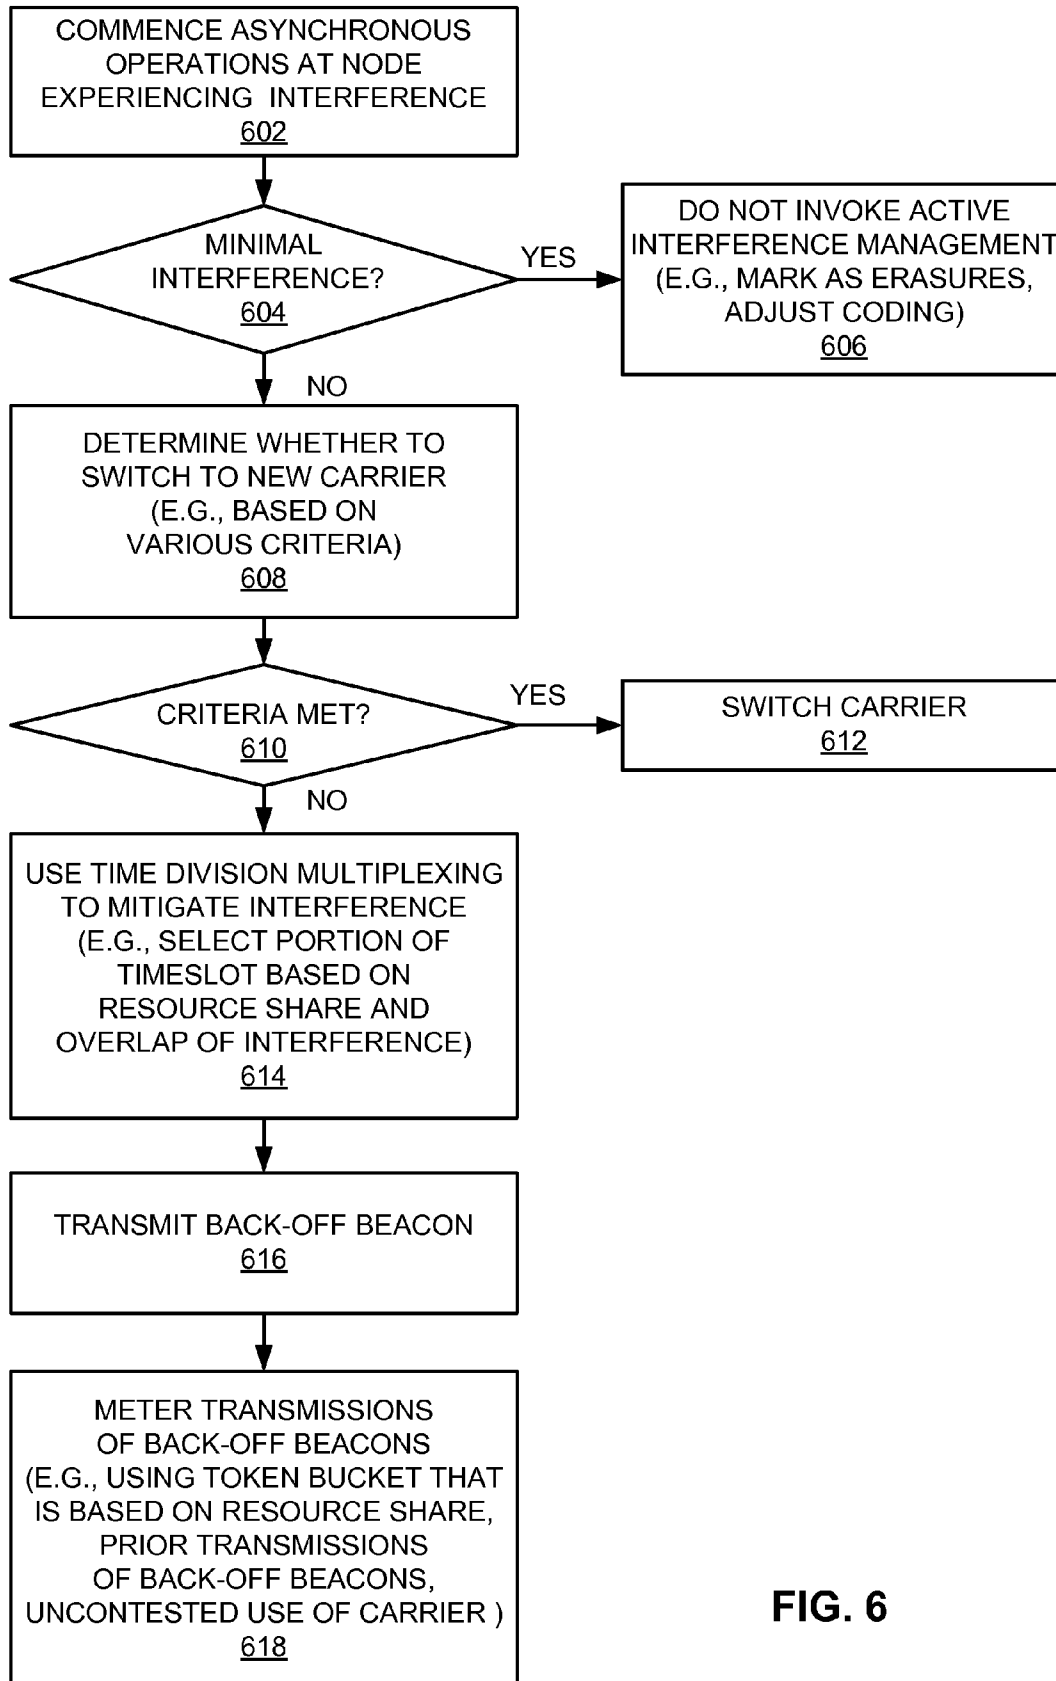 COMMENCE ASYNCHRONOUS
OPERATIONS AT NODE
EXPERIENCING INTERFERENCE
602
MINIMAL
INTERFERENCE?
604
YES
DO NOT INVOKE ACTIVE
INTERFERENCE MANAGEMENT
(E.G., MARK AS ERASURES,
ADJUST CODING)
606
NO
DETERMINE WHETHER TO
SWITCH TO NEW CARRIER
(E.G., BASED ON
VARIOUS CRITERIA)
608
CRITERIA MET?
610
YES
SWITCH CARRIER
612
NO
USE TIME DIVISION MULTIPLEXING
TO MITIGATE INTERFERENCE
(E.G., SELECT PORTION OF
TIMESLOT BASED ON
RESOURCE SHARE AND
OVERLAP OF INTERFERENCE)
614
TRANSMIT BACK-OFF BEACON
616
METER TRANSMISSIONS
OF BACK-OFF BEACONS
(E.G., USING TOKEN BUCKET THAT
IS BASED ON RESOURCE SHARE,
PRIOR TRANSMISSIONS
OF BACK-OFF BEACONS,
UNCONTESTED USE OF CARRIER )
618
FIG. 6